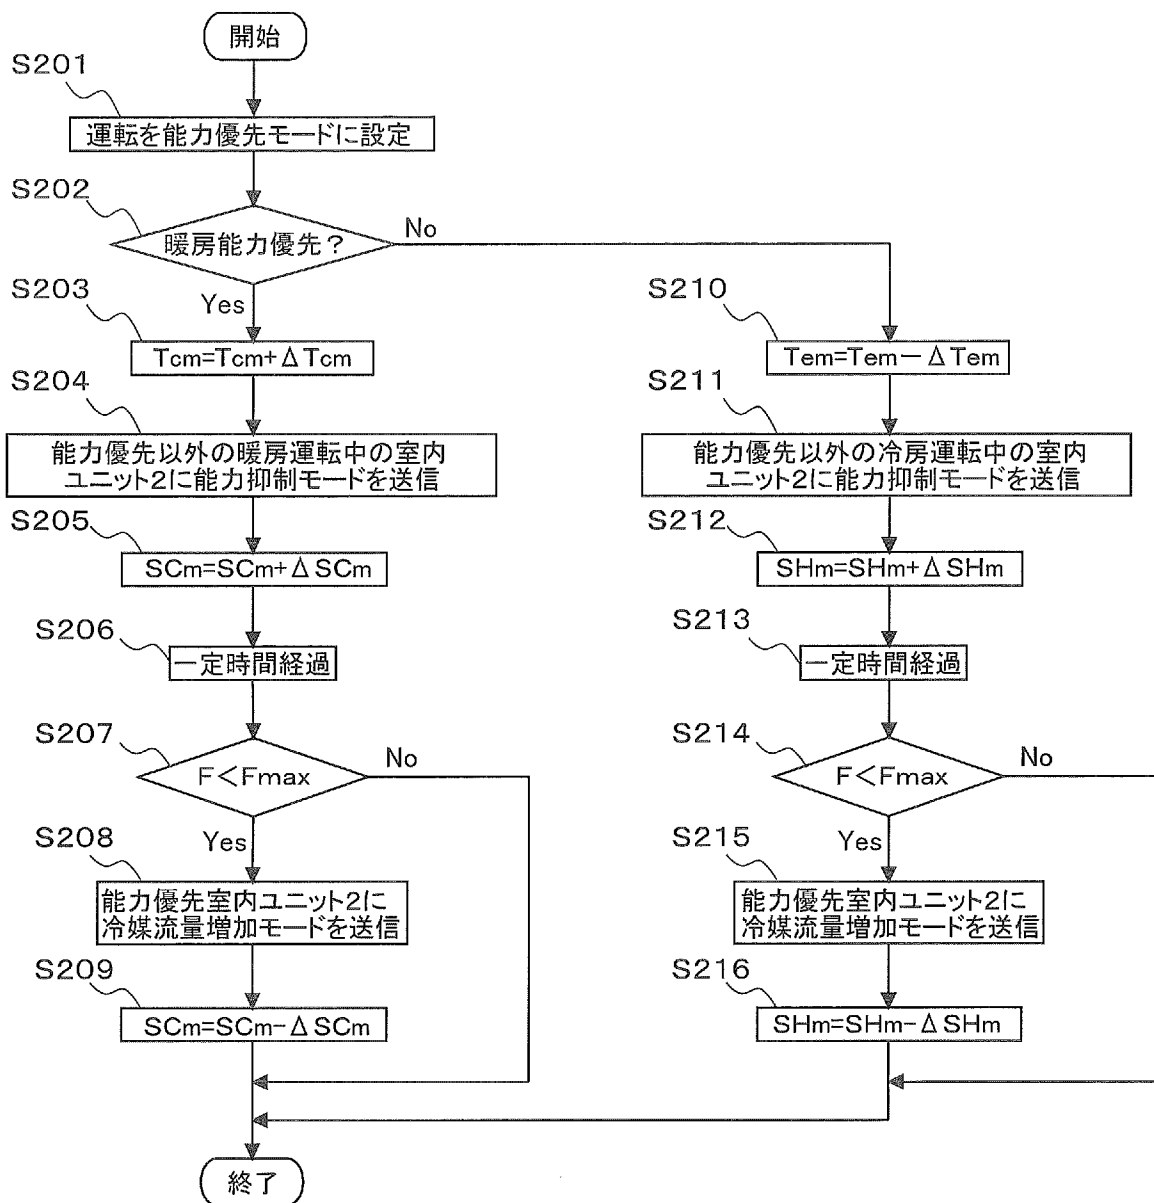 開始
S201
運転を能力優先モードに設定
S202
暖房能力優先？
No
Yes
S203
Tcm=Tcm+ΔTcm
S204
能力優先以外の暖房運転中の室内
ユニット2に能力抑制モードを送信
S205
SCm=SCm+ΔSCm
S206
一定時間経過
S207
F＜Fmax
No
Yes
S208
能力優先室内ユニット2に
冷媒流量増加モードを送信
S209
SCm=SCm-ΔSCm
S210
Tem=Tem－ΔTem
S211
能力優先以外の冷房運転中の室内
ユニット2に能力抑制モードを送信
S212
SHm=SHm+ΔSHm
S213
一定時間経過
S214
F＜Fmax
No
Yes
S215
能力優先室内ユニット2に
冷媒流量増加モードを送信
S216
SHm=SHm-ΔSHm
終了